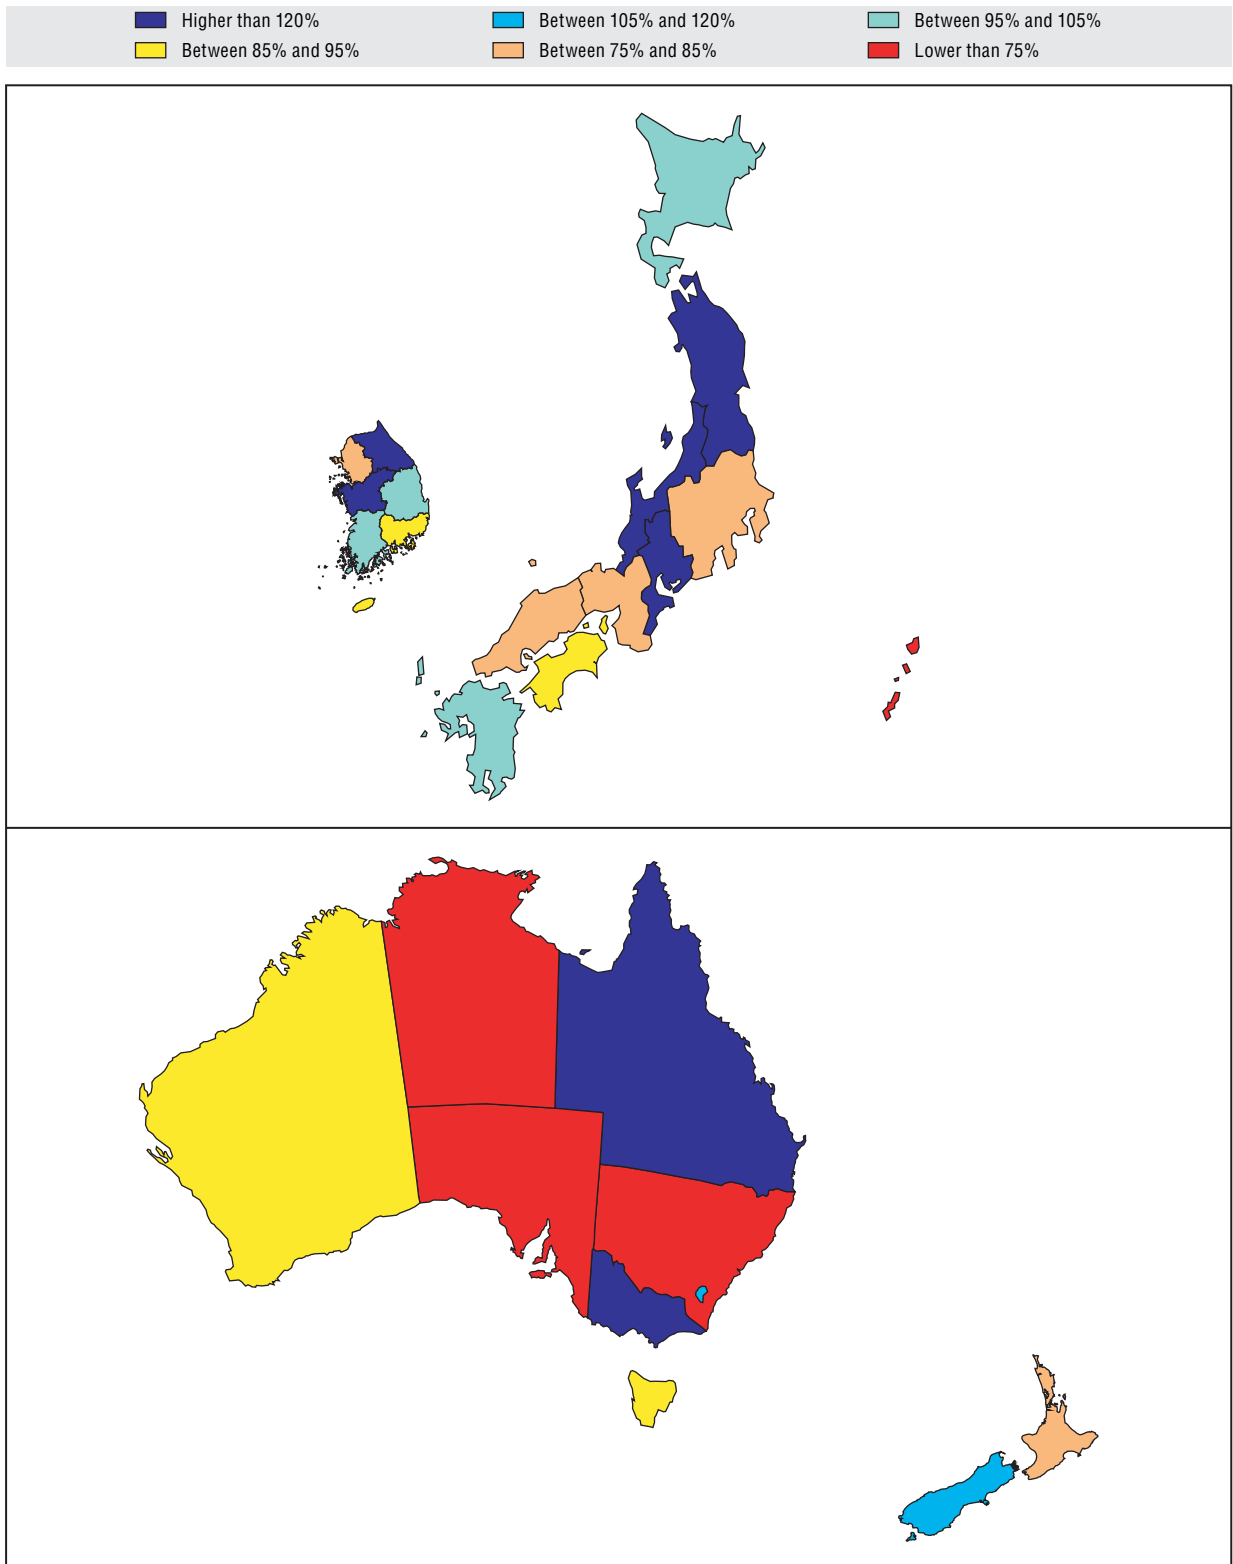 Higher than 120%
Between 105% and 120%
Between 95% and 105%
Between 85% and 95%
Between 75% and 85%
Lower than 75%